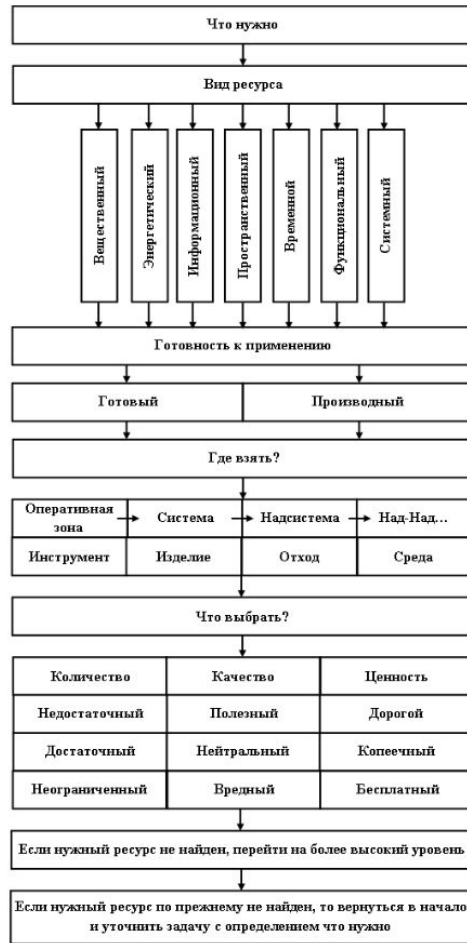 Что нужно
Вид ресурса
Вещественный
Энергетический
Информационный
Пространственный
Временной
Функциональный
Системный
Готовность к применению
Готовый
Производный
Где взять?
Оперативная
зона
Система
Надсистема
Над-Над...
Инструмент
Изделие
Отход
Среда
Что выбрать?
Количество
Качество
Ценность
Недостаточный
Полезный
Дорогой
Достаточный
Нейтральный
Копеечный
Неограниченный
Вредный
Бесплатный
Если нужный ресурс не найден, перейти на более высокий уровень
Если нужный ресурс по прежнему не найден, то вернуться в начало
и уточнить задачу с определением что нужно